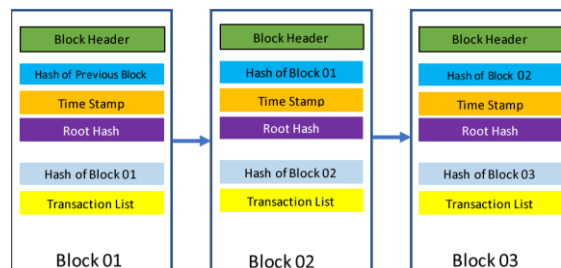 Block Header
Hash of Previous Block
Time Stamp
Root Hash
Hash of Block 01
Transaction List
Block 01
Block Header
Hash of Block 01
Time Stamp
Root Hash
Hash of Block 02
Transaction List
Block 02
Block Header
Hash of Block 02
Time Stamp
Root Hash
Hash of Block 03
Transaction List
Block 03